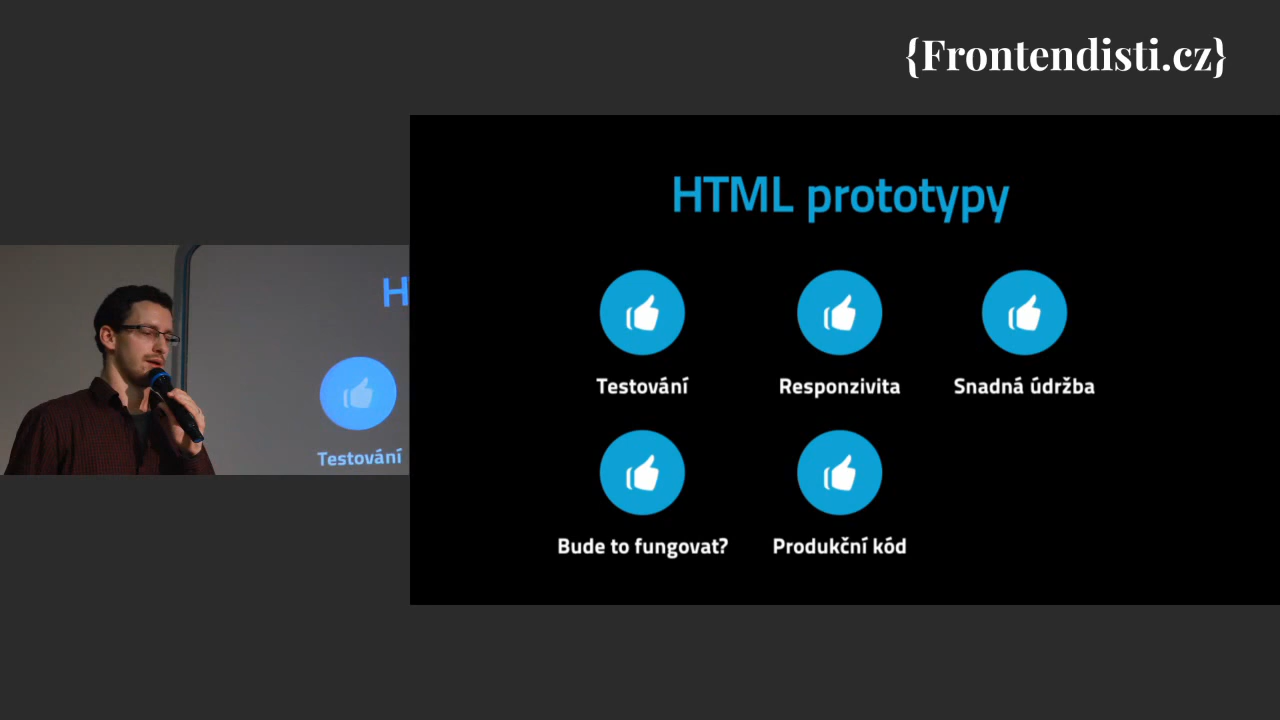 {Frontendisti.cz}
HTML prototypy
Testování
Responzivita
Snadná údržba
Bude to fungovat?
Produkční kód
H
Testování